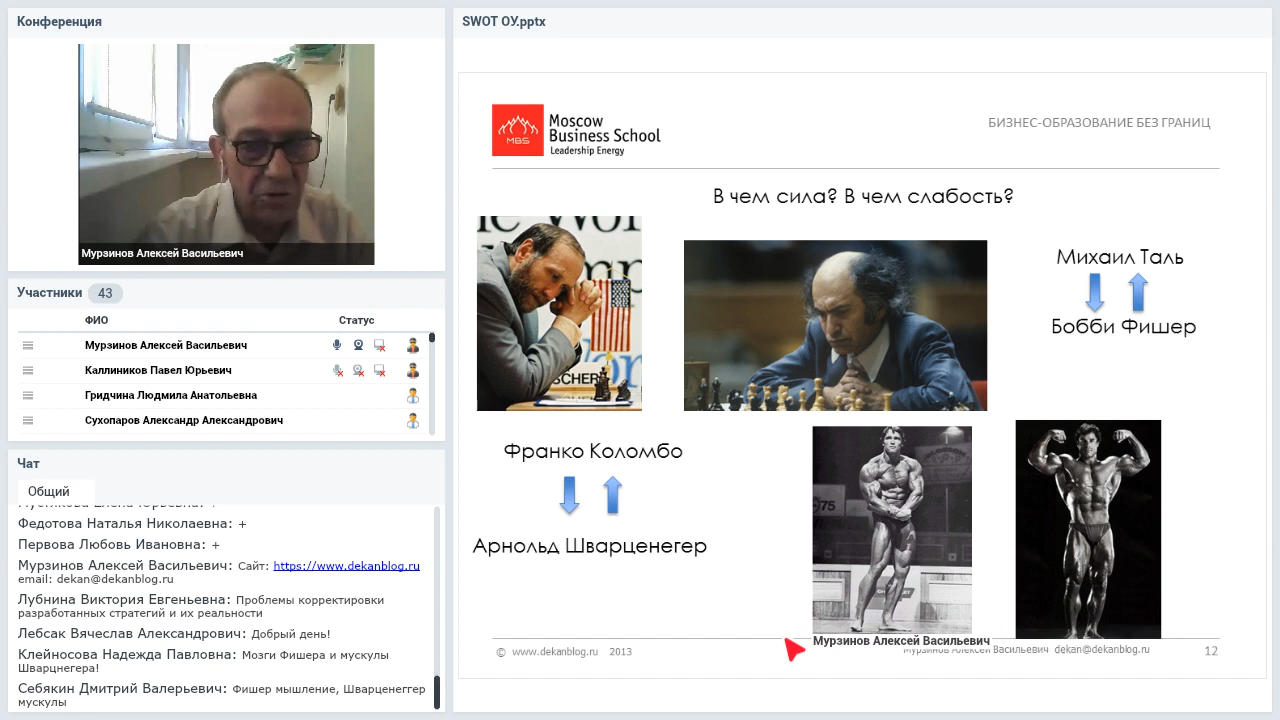 Конференция
Мурзинов Алексей Васильевич
Участники 43
ФИО Статус
Мурзинов Алексей Васильевич
Каллиников Павел Юрьевич
Гридчина Людмила Анатольевна
Сухопаров Александр Александрович
Чат
Общий
Федотова Наталья Николаевна: +
Первова Любовь Ивановна: +
Мурзинов Алексей Васильевич: Сайт: https://www.dekanblog.ru
email: dekan@dekanblog.ru
Лубнина Виктория Евгеньевна: Проблемы корректировки
разработанных стратегий и их реальности
Лебсак Вячеслав Александрович: Добрый день!
Клейносова Надежда Павловна: Мозги Фишера и мускулы
Шварцнегера!
Себякин Дмитрий Валерьевич: Фишер мышление, Шварценеггер
мускулы
SWOT ОУ.pptx
MBS
Moscow
Business School
Leadership Energy
БИЗНЕС-ОБРАЗОВАНИЕ БЕЗ ГРАНИЦ
В чем сила? В чем слабость?
Михаил Таль
Бобби Фишер
Франко Коломбо
Арнольд Шварценегер
75
Мурзинов Алексей Васильевич
© www.dekanblog.ru 2013
Мурзинов Алексей Васильевич dekan@dekanblog.ru
12